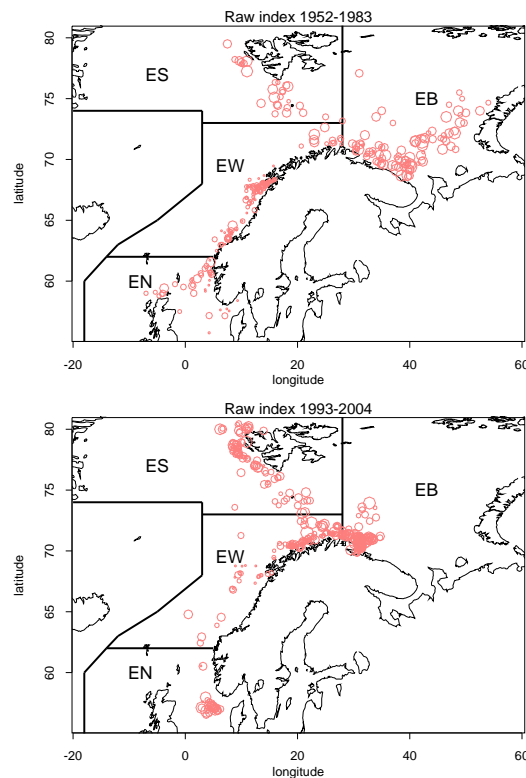 Raw index 1952-1983
80
ES
EB
75
latitude
70
EW
65
60
EN
-20 0 20 40 60
longitude
Raw index 1993-2004
80
ES
EB
75
latitude
70
EW
65
60
EN
-20 0 20 40 60
longitude